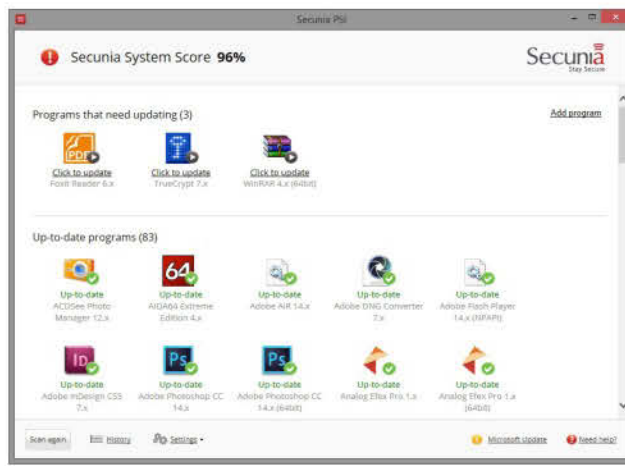 Secunia PSI
Secunia System Score 96%
Secunia
Stay Secure
Programs that need updating (3)
Add program
Click to update
Foxit Reader 6.x
Click to update
TrueCrypt 7.x
Click to update
WinRAR 4.x (64bit)
Up-to-date programs (83)
Up-to-date
ACDSee Photo
Manager 12.x
Up-to-date
AIDA64 Extreme
Edition 4.x
Up-to-date
Adobe AIR 14.x
Up-to-date
Adobe DNG Converter
7.x
Up-to-date
Adobe Flash Player
14.x (NPAPI)
Up-to-date
Adobe InDesign CS5
7.x
Up-to-date
Adobe Photoshop CC
14.x
Up-to-date
Adobe Photoshop CC
14.x (64bit)
Up-to-date
Analog Efex Pro 1.x
Up-to-date
Analog Efex Pro 1.x
(64bit)
Scan again
History
Settings
Microsoft Update
Need help?
PDF
64
ID
Ps
Ps